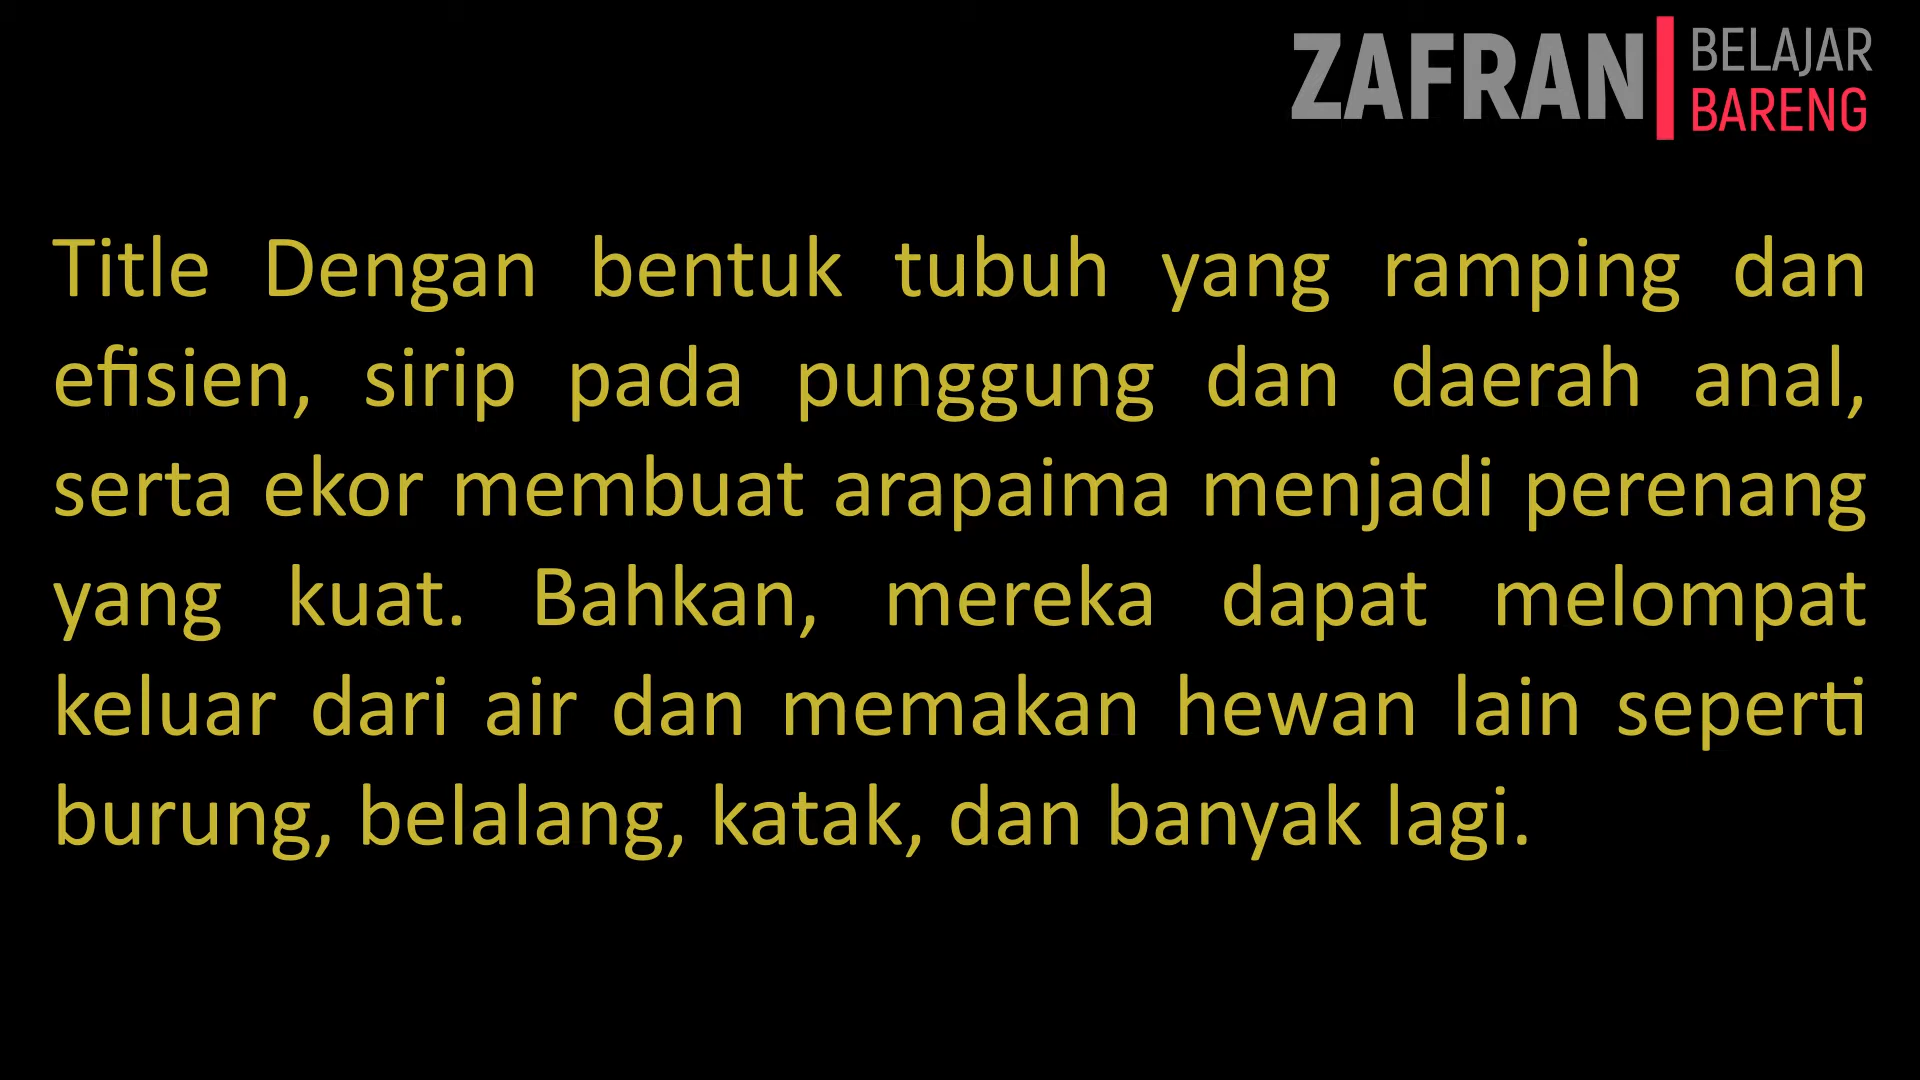 ZAFRAN
BELAJAR
BARENG
Title Dengan bentuk tubuh yang ramping dan
efisien, sirip pada punggung dan daerah anal,
serta ekor membuat arapaima menjadi perenang
yang kuat. Bahkan, mereka dapat melompat
keluar dari air dan memakan hewan lain seperti
burung, belalang, katak, dan banyak lagi.